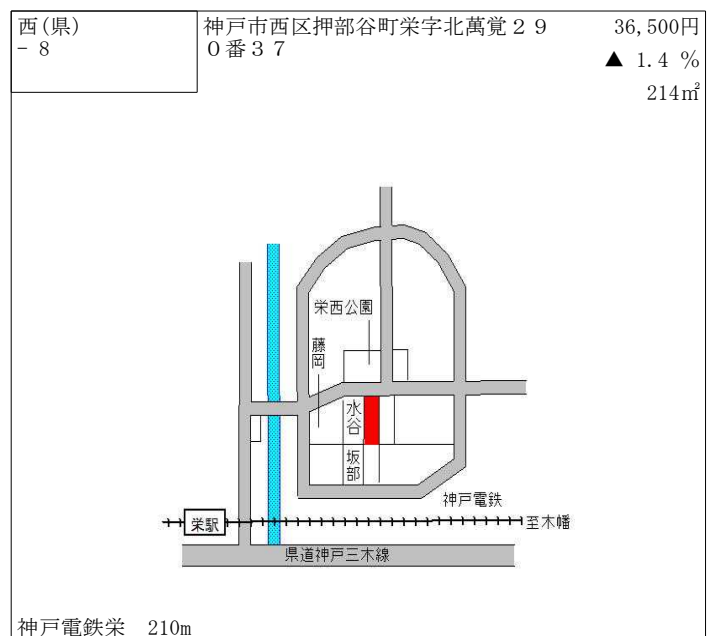 西(県)
- 8
神戸市西区押部谷町栄字北萬覚２９
０番３７
36,500円
▲ 1.4 %
214㎡
栄西公園
藤岡
水谷
坂部
神戸電鉄
栄駅
至木幡
県道神戸三木線
神戸電鉄栄 210m